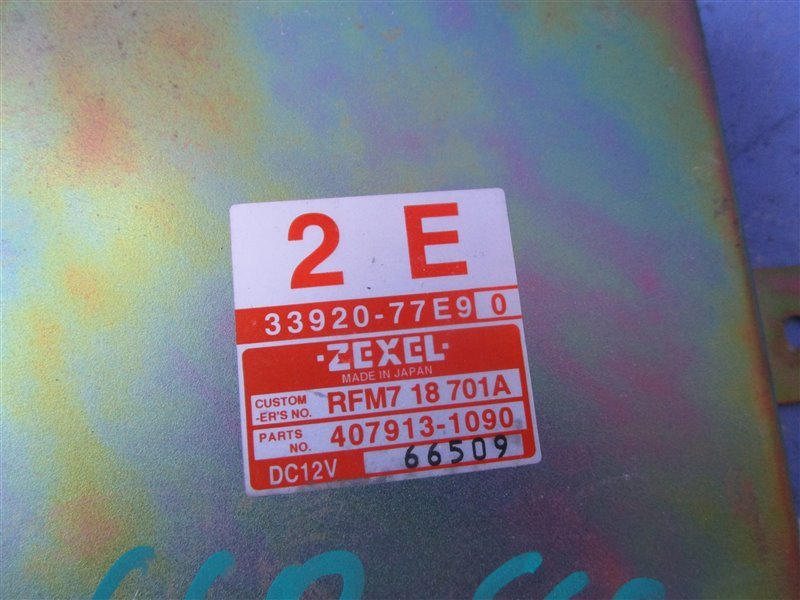 2 E
33920-77E9 0
·ZEXEL·
MADE IN JAPAN
CUSTOM
-ER'S NO. RFM7 18 701A
PARTS
NO. 407913-1090
DC12V 66509